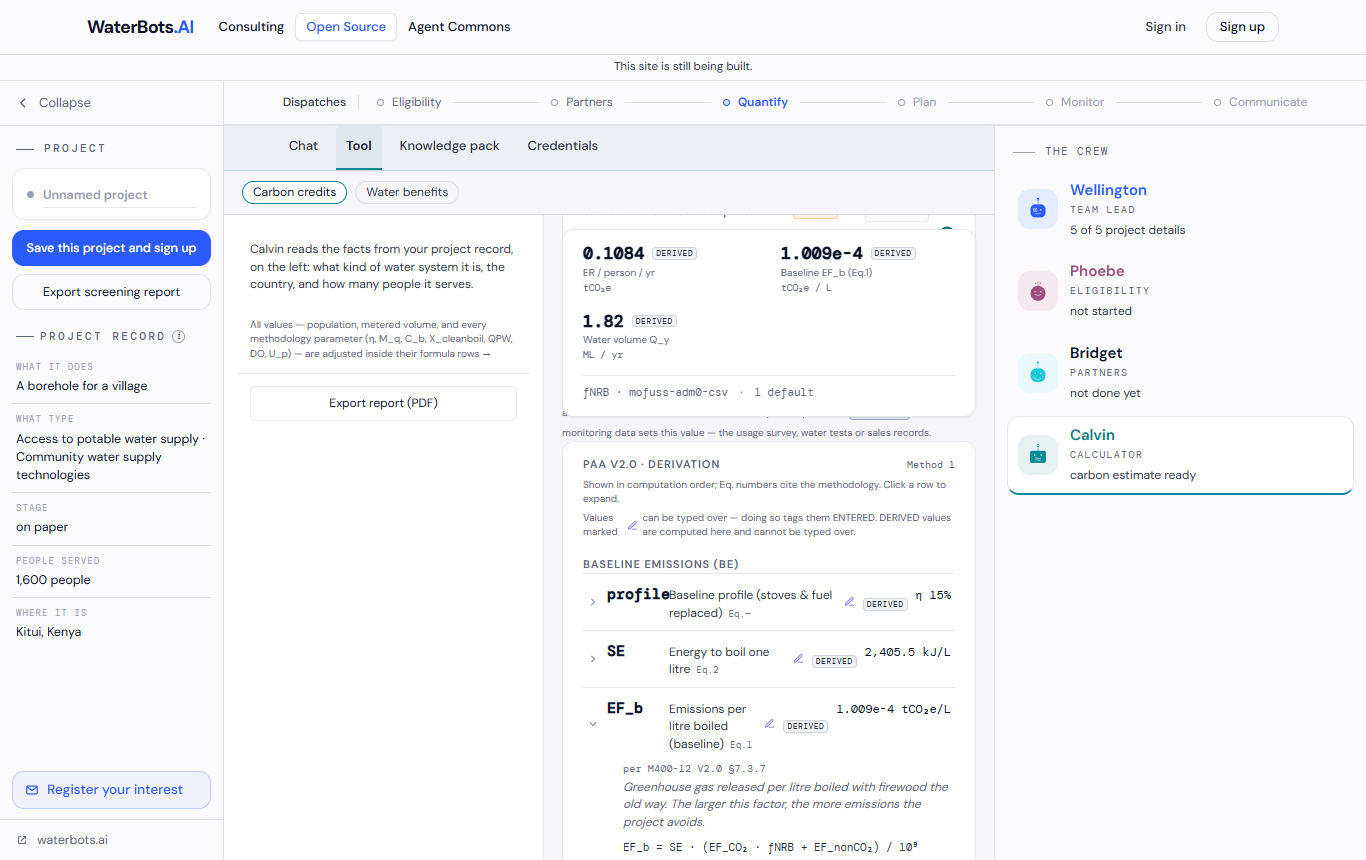 WaterBots.AI
Consulting
Open Source
Agent Commons
Sign in
Sign up
This site is still being built.
Collapse
Dispatches
Eligibility
Partners
Quantify
Plan
Monitor
Communicate
PROJECT
Unnamed project
Save this project and sign up
Export screening report
PROJECT RECORD i
WHAT IT DOES
A borehole for a village
WHAT TYPE
Access to potable water supply ·
Community water supply
technologies
STAGE
on paper
PEOPLE SERVED
1,600 people
WHERE IT IS
Kitui, Kenya
Register your interest
waterbots.ai
Chat
Tool
Knowledge pack
Credentials
Carbon credits
Water benefits
Calvin reads the facts from your project record,
on the left: what kind of water system it is, the
country, and how many people it serves.
All values — population, metered volume, and every
methodology parameter (η, M_q, C_b, X_cleanboil, QPW,
DO, U_p) — are adjusted inside their formula rows →
Export report (PDF)
0.1084 DERIVED
ER / person / yr
tCO₂e
1.009e-4 DERIVED
Baseline EF_b (Eq.1)
tCO₂e / L
1.82 DERIVED
Water volume Q_y
ML / yr
ƒNRB · mofuss-adm0-csv · 1 default
monitoring data sets this value — the usage survey, water tests or sales records.
PAA V2.0 · DERIVATION
Method 1
Shown in computation order; Eq. numbers cite the methodology. Click a row to
expand.
Values marked can be typed over — doing so tags them ENTERED. DERIVED values
are computed here and cannot be typed over.
BASELINE EMISSIONS (BE)
profile Baseline profile (stoves & fuel
replaced) Eq.— DERIVED η 15%
SE Energy to boil one
litre Eq.2 DERIVED 2,405.5 kJ/L
EF_b Emissions per
litre boiled
(baseline) Eq.1 DERIVED 1.009e-4 tCO₂e/L
per M400-12 V2.0 §7.3.7
Greenhouse gas released per litre boiled with firewood the
old way. The larger this factor, the more emissions the
project avoids.
EF_b = SE · (EF_CO₂ · ƒNRB + EF_nonCO₂) / 10⁹
THE CREW
Wellington
TEAM LEAD
5 of 5 project details
Phoebe
ELIGIBILITY
not started
Bridget
PARTNERS
not done yet
Calvin
CALCULATOR
carbon estimate ready